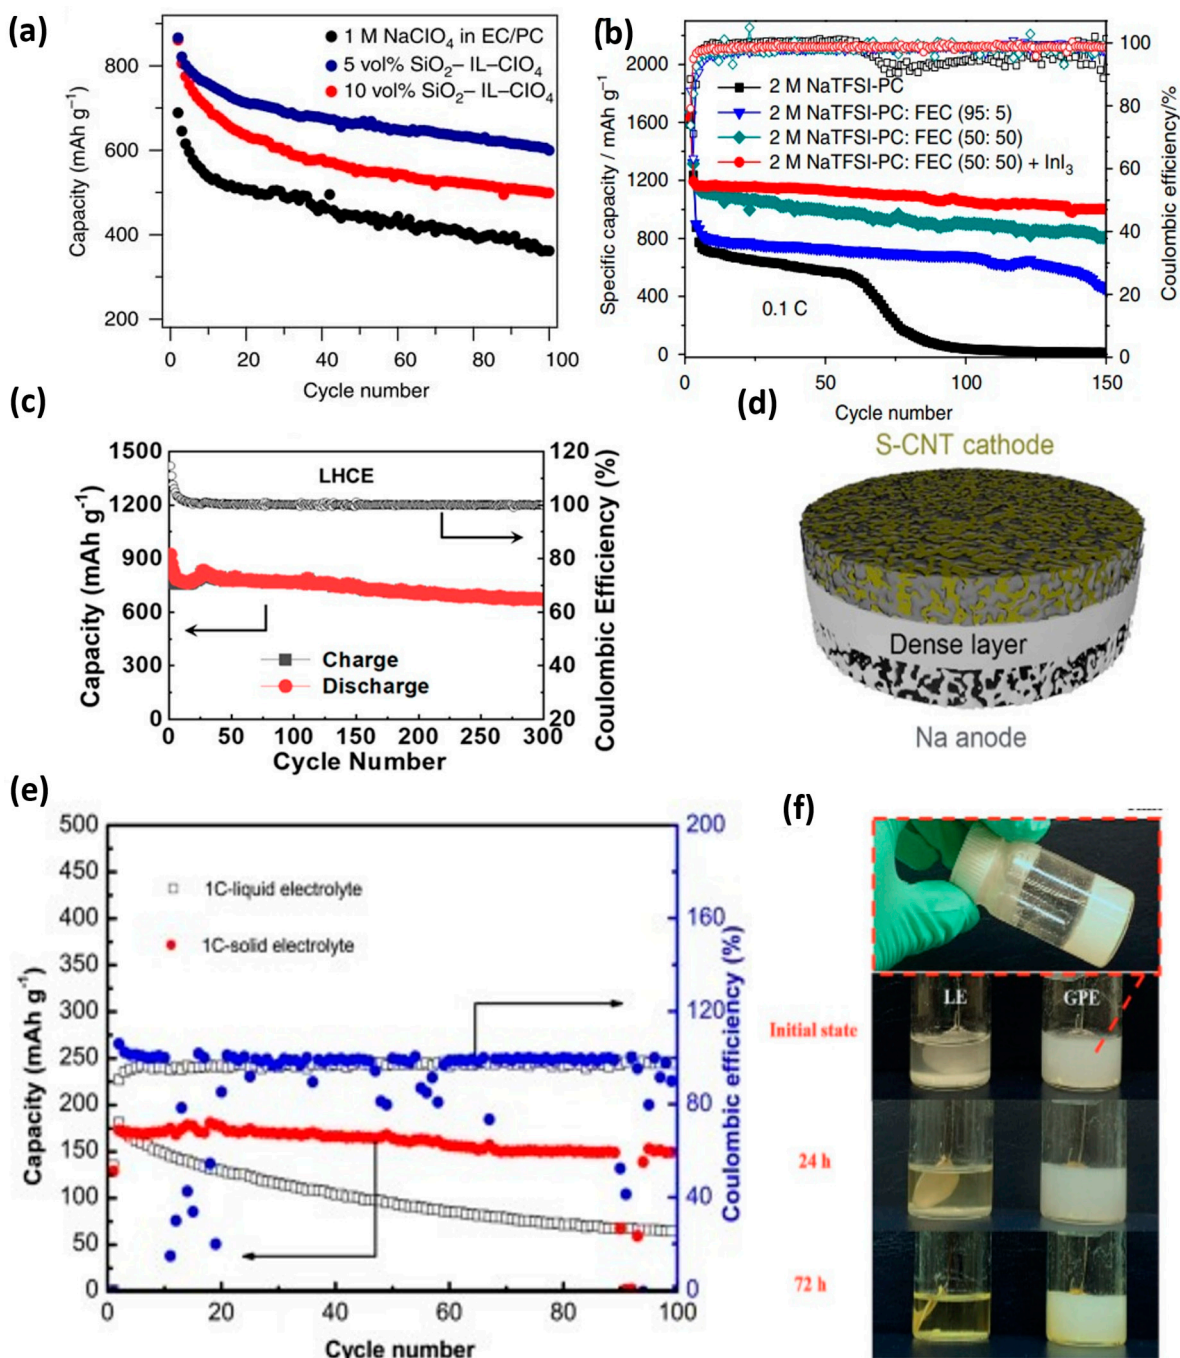 (a)
1 M NaClO4 in EC/PC
5 vol% SiO2– IL–ClO4
10 vol% SiO2– IL–ClO4
Capacity (mAh g−1)
800
600
400
200
0 20 40 60 80 100
Cycle number
(b)
2 M NaTFSI-PC
2 M NaTFSI-PC: FEC (95: 5)
2 M NaTFSI-PC: FEC (50: 50)
2 M NaTFSI-PC: FEC (50: 50) + InI3
Specific capacity / mAh g−1
2000
1600
1200
800
400
0
0.1 C
Coulombic efficiency/%
100
80
60
40
20
0
0 50 100 150
Cycle number
(c)
LHCE
Charge
Discharge
Capacity (mAh g-1)
1500
1200
900
600
300
0
Coulombic Efficiency (%)
120
100
80
60
40
20
0 50 100 150 200 250 300
Cycle Number
(d)
S-CNT cathode
Dense layer
Na anode
(e)
1C-liquid electrolyte
1C-solid electrolyte
Capacity (mAh g-1)
500
450
400
350
300
250
200
150
100
50
0
Coulombic efficiency (%)
200
160
120
80
40
0
0 20 40 60 80 100
Cycle number
(f)
LE GPE
Initial state
24 h
72 h